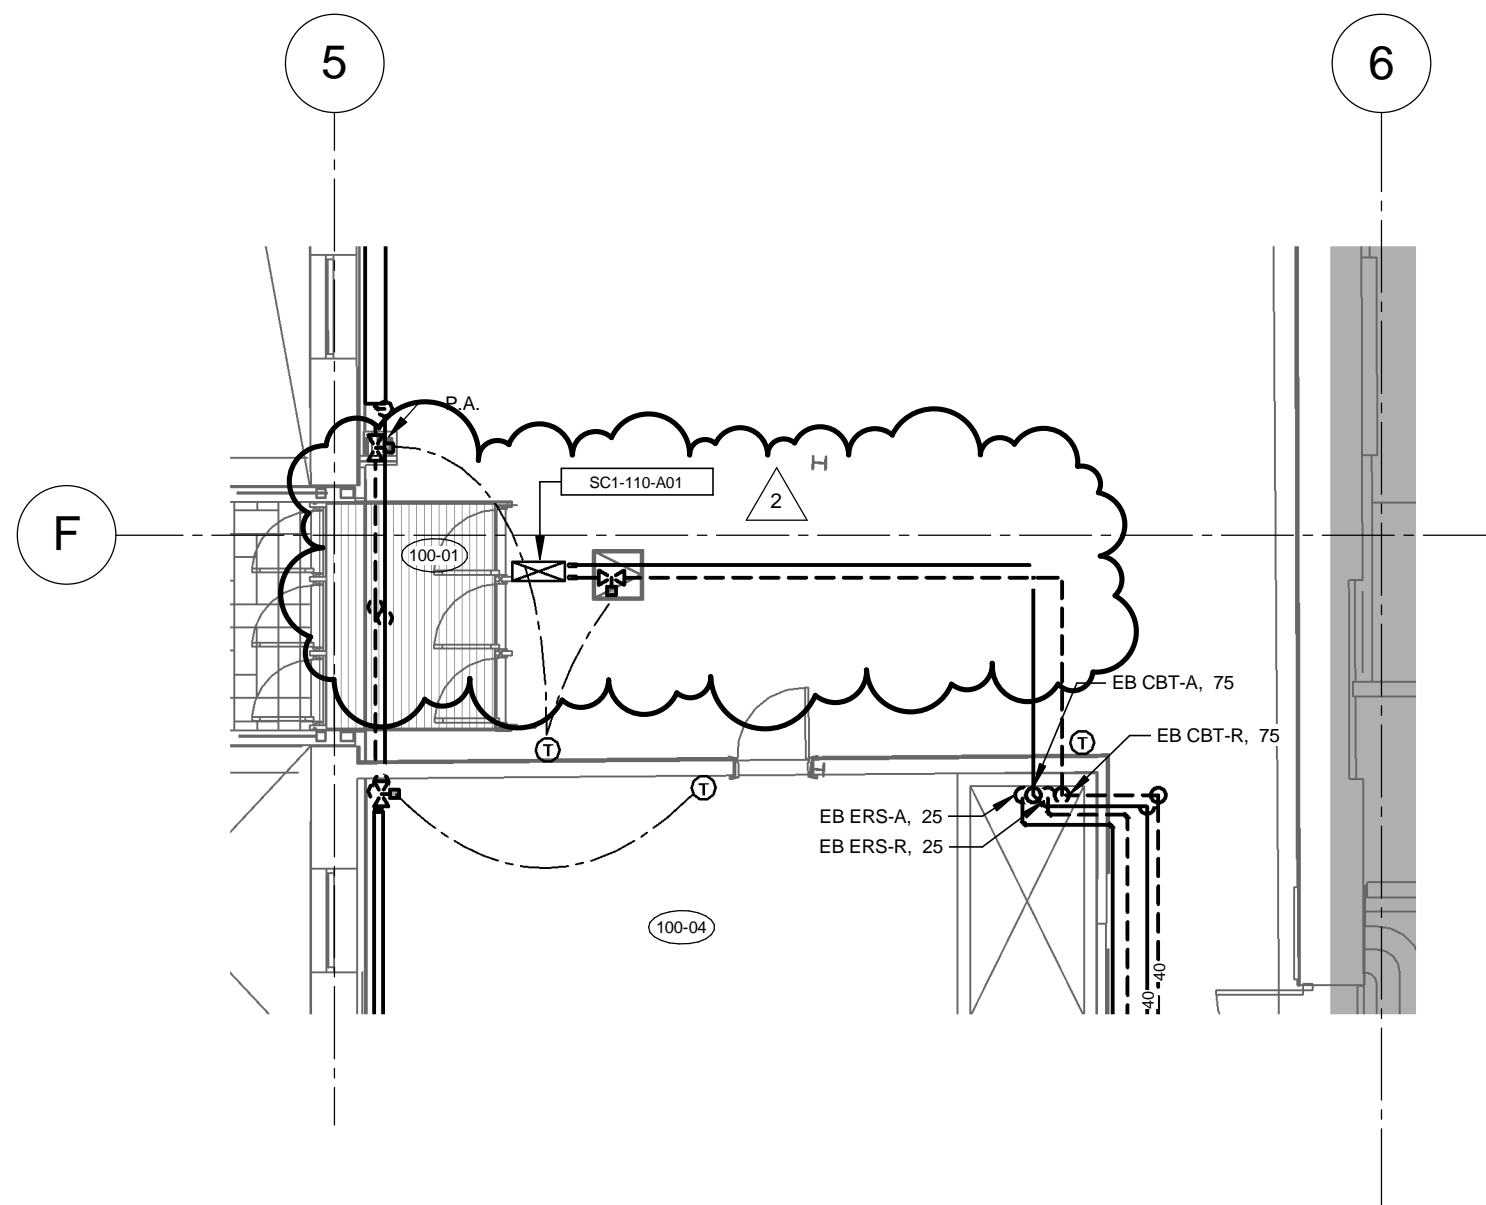 5
6
P.A.
SC1-110-A01
2
F
100-01
EB CBT-A, 75
EB CBT-R, 75
T
T
T
EB ERS-A, 25
EB ERS-R, 25
100-04
40
40